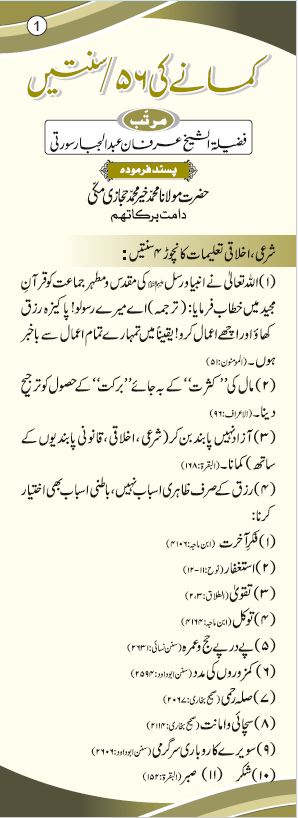 1
کمانے کی ۵۶/سنتیں
مرتب
فضیلۃ الشیخ عرفان عبدالجبار سورتی
پسند فرمودہ
حضرت مولانا محمد خیر محمد حجازی مکی
دامت برکاتہم
شرعی، اخلاقی تعلیمات کا نچوڑ ۴ سنتیں:
(۱) اللہ تعالیٰ نے انبیا و رسل علیہم السلام کی مقدس و مطہر جماعت کو قرآنِ
مجید میں خطاب فرمایا: (ترجمہ) اے میرے رسولو! پاکیزہ رزق
کھاؤ اور اچھے اعمال کرو! یقیناً میں تمہارے تمام اعمال سے باخبر
ہوں۔ (المومنون:۵۱)
(۲) مال کی ’’کثرت‘‘ کے بہ جائے ’’برکت‘‘ کے حصول کو ترجیح
دینا۔ (الاعراف:۹۶)
(۳) آزاد نہیں پابند بن کر (شرعی، اخلاقی، قانونی پابندیوں کے
ساتھ) کمانا۔ (البقرۃ:۱۶۸)
(۴) رزق کے صرف ظاہری اسباب نہیں، باطنی اسباب بھی اختیار
کرنا:
(۱) فکرِ آخرت (ابن ماجہ:۴۱۰۶)
(۲) استغفار (نوح:۱۱-۱۲)
(۳) تقویٰ (الطلاق:۲،۳)
(۴) توکل (ابن ماجہ:۴۱۶۴)
(۵) پے در پے حج و عمرہ (سنن نسائی:۲۶۳۱)
(۶) کمزوروں کی مدد (سنن ابوداود:۲۵۹۴)
(۷) صلہ رحمی (صحیح بخاری:۲۰۶۷)
(۸) سچائی و امانت (صحیح بخاری:۲۱۱۴)
(۹) سویرے کاروباری سرگرمی (سنن ابوداود:۲۶۰۶)
(۱۰) شکر (۱۱) صبر (البقرۃ:۱۵۲)